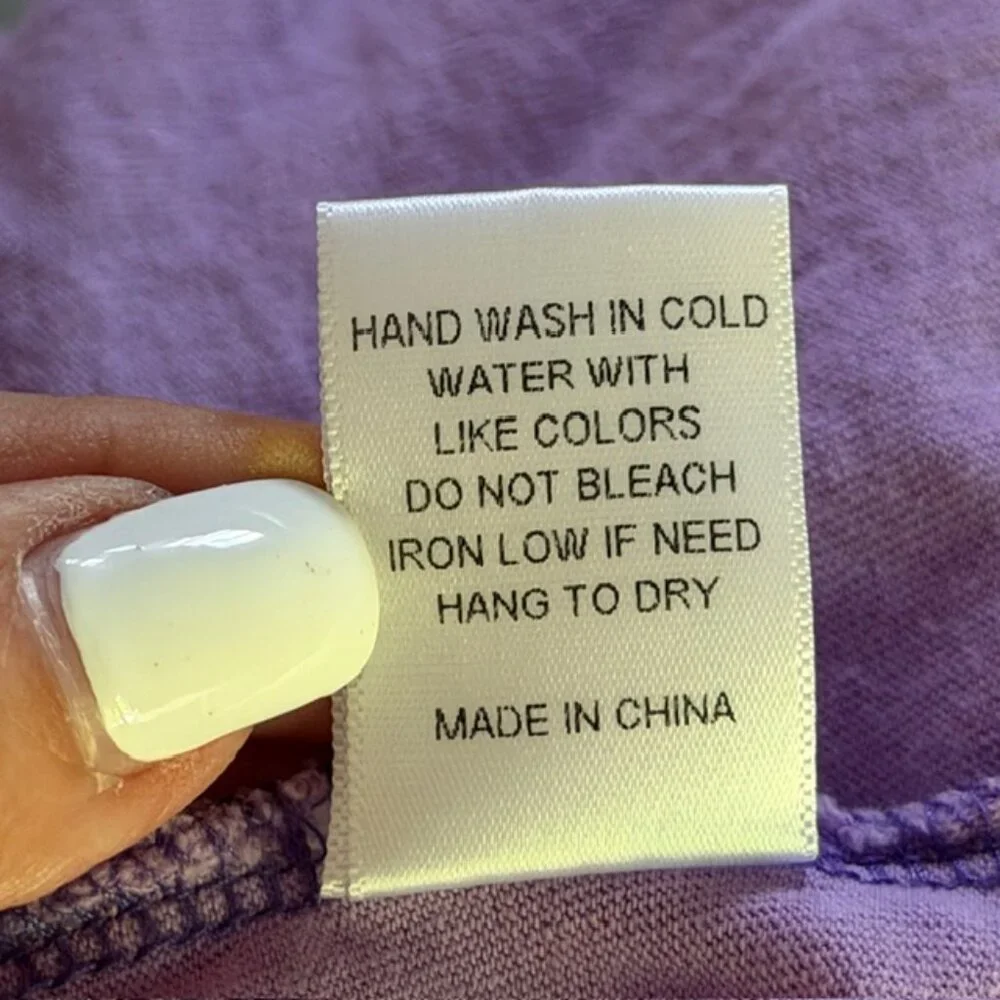 HAND WASH IN COLD
WATER WITH
LIKE COLORS
DO NOT BLEACH
IRON LOW IF NEED
HANG TO DRY
MADE IN CHINA